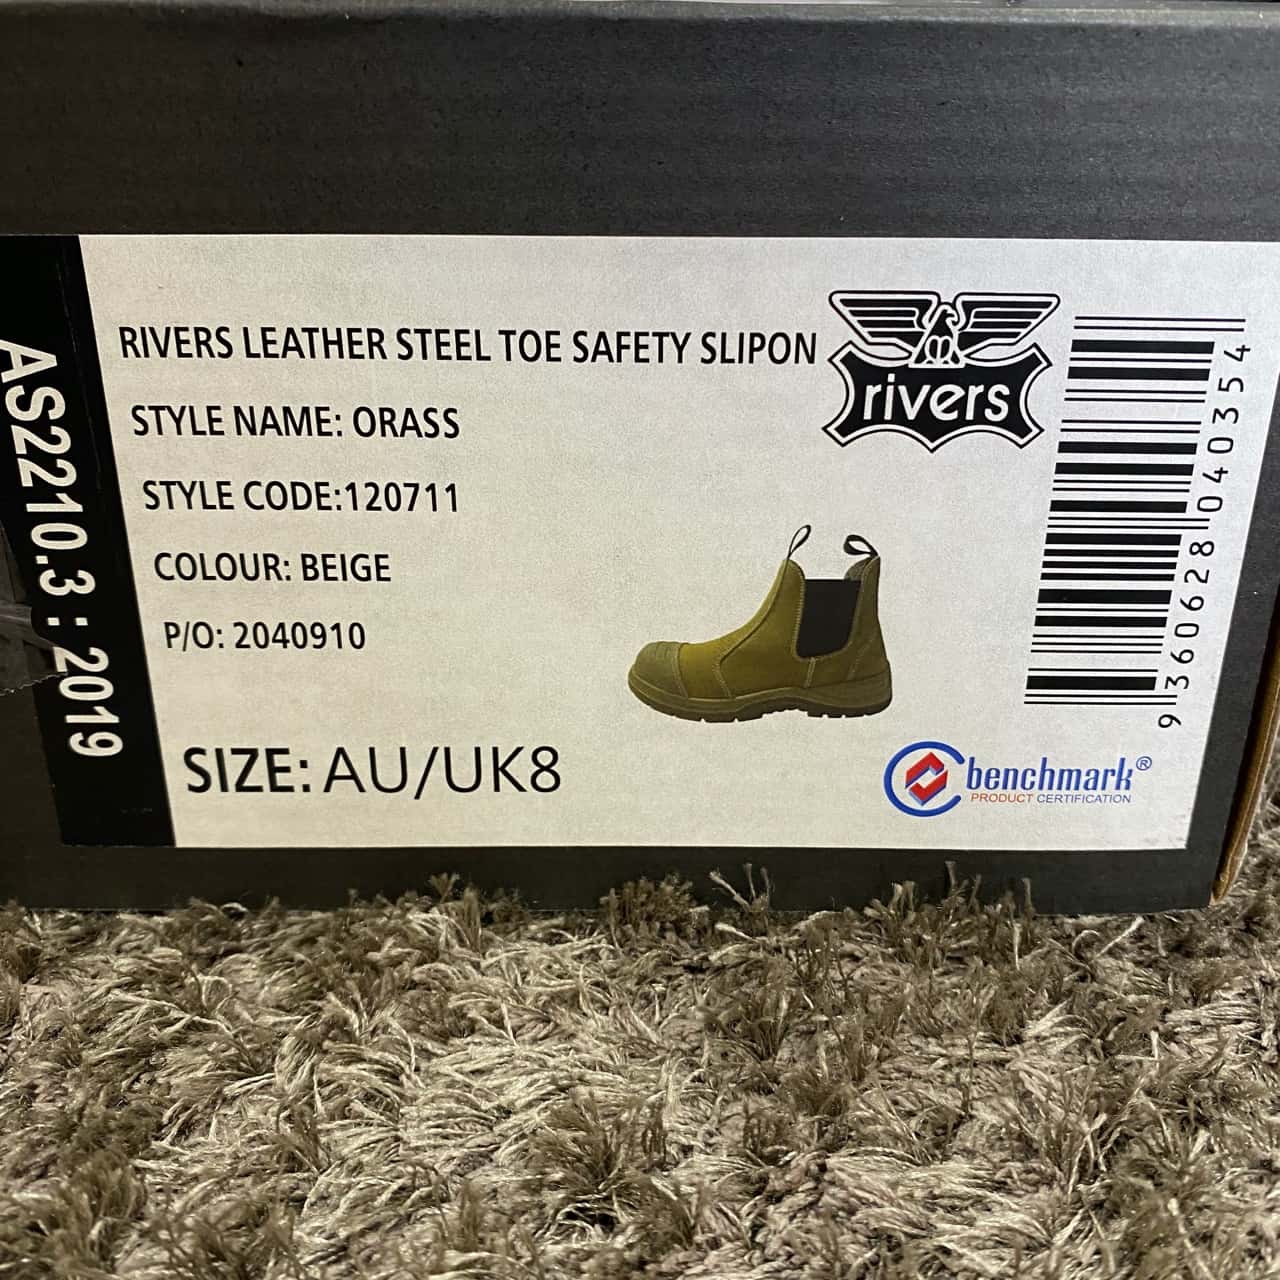 AS2210.3 : 2019
RIVERS LEATHER STEEL TOE SAFETY SLIPON
STYLE NAME: ORASS
STYLE CODE:120711
COLOUR: BEIGE
P/O: 2040910
SIZE: AU/UK8
rivers
9 360628 040354
benchmark®
PRODUCT CERTIFICATION